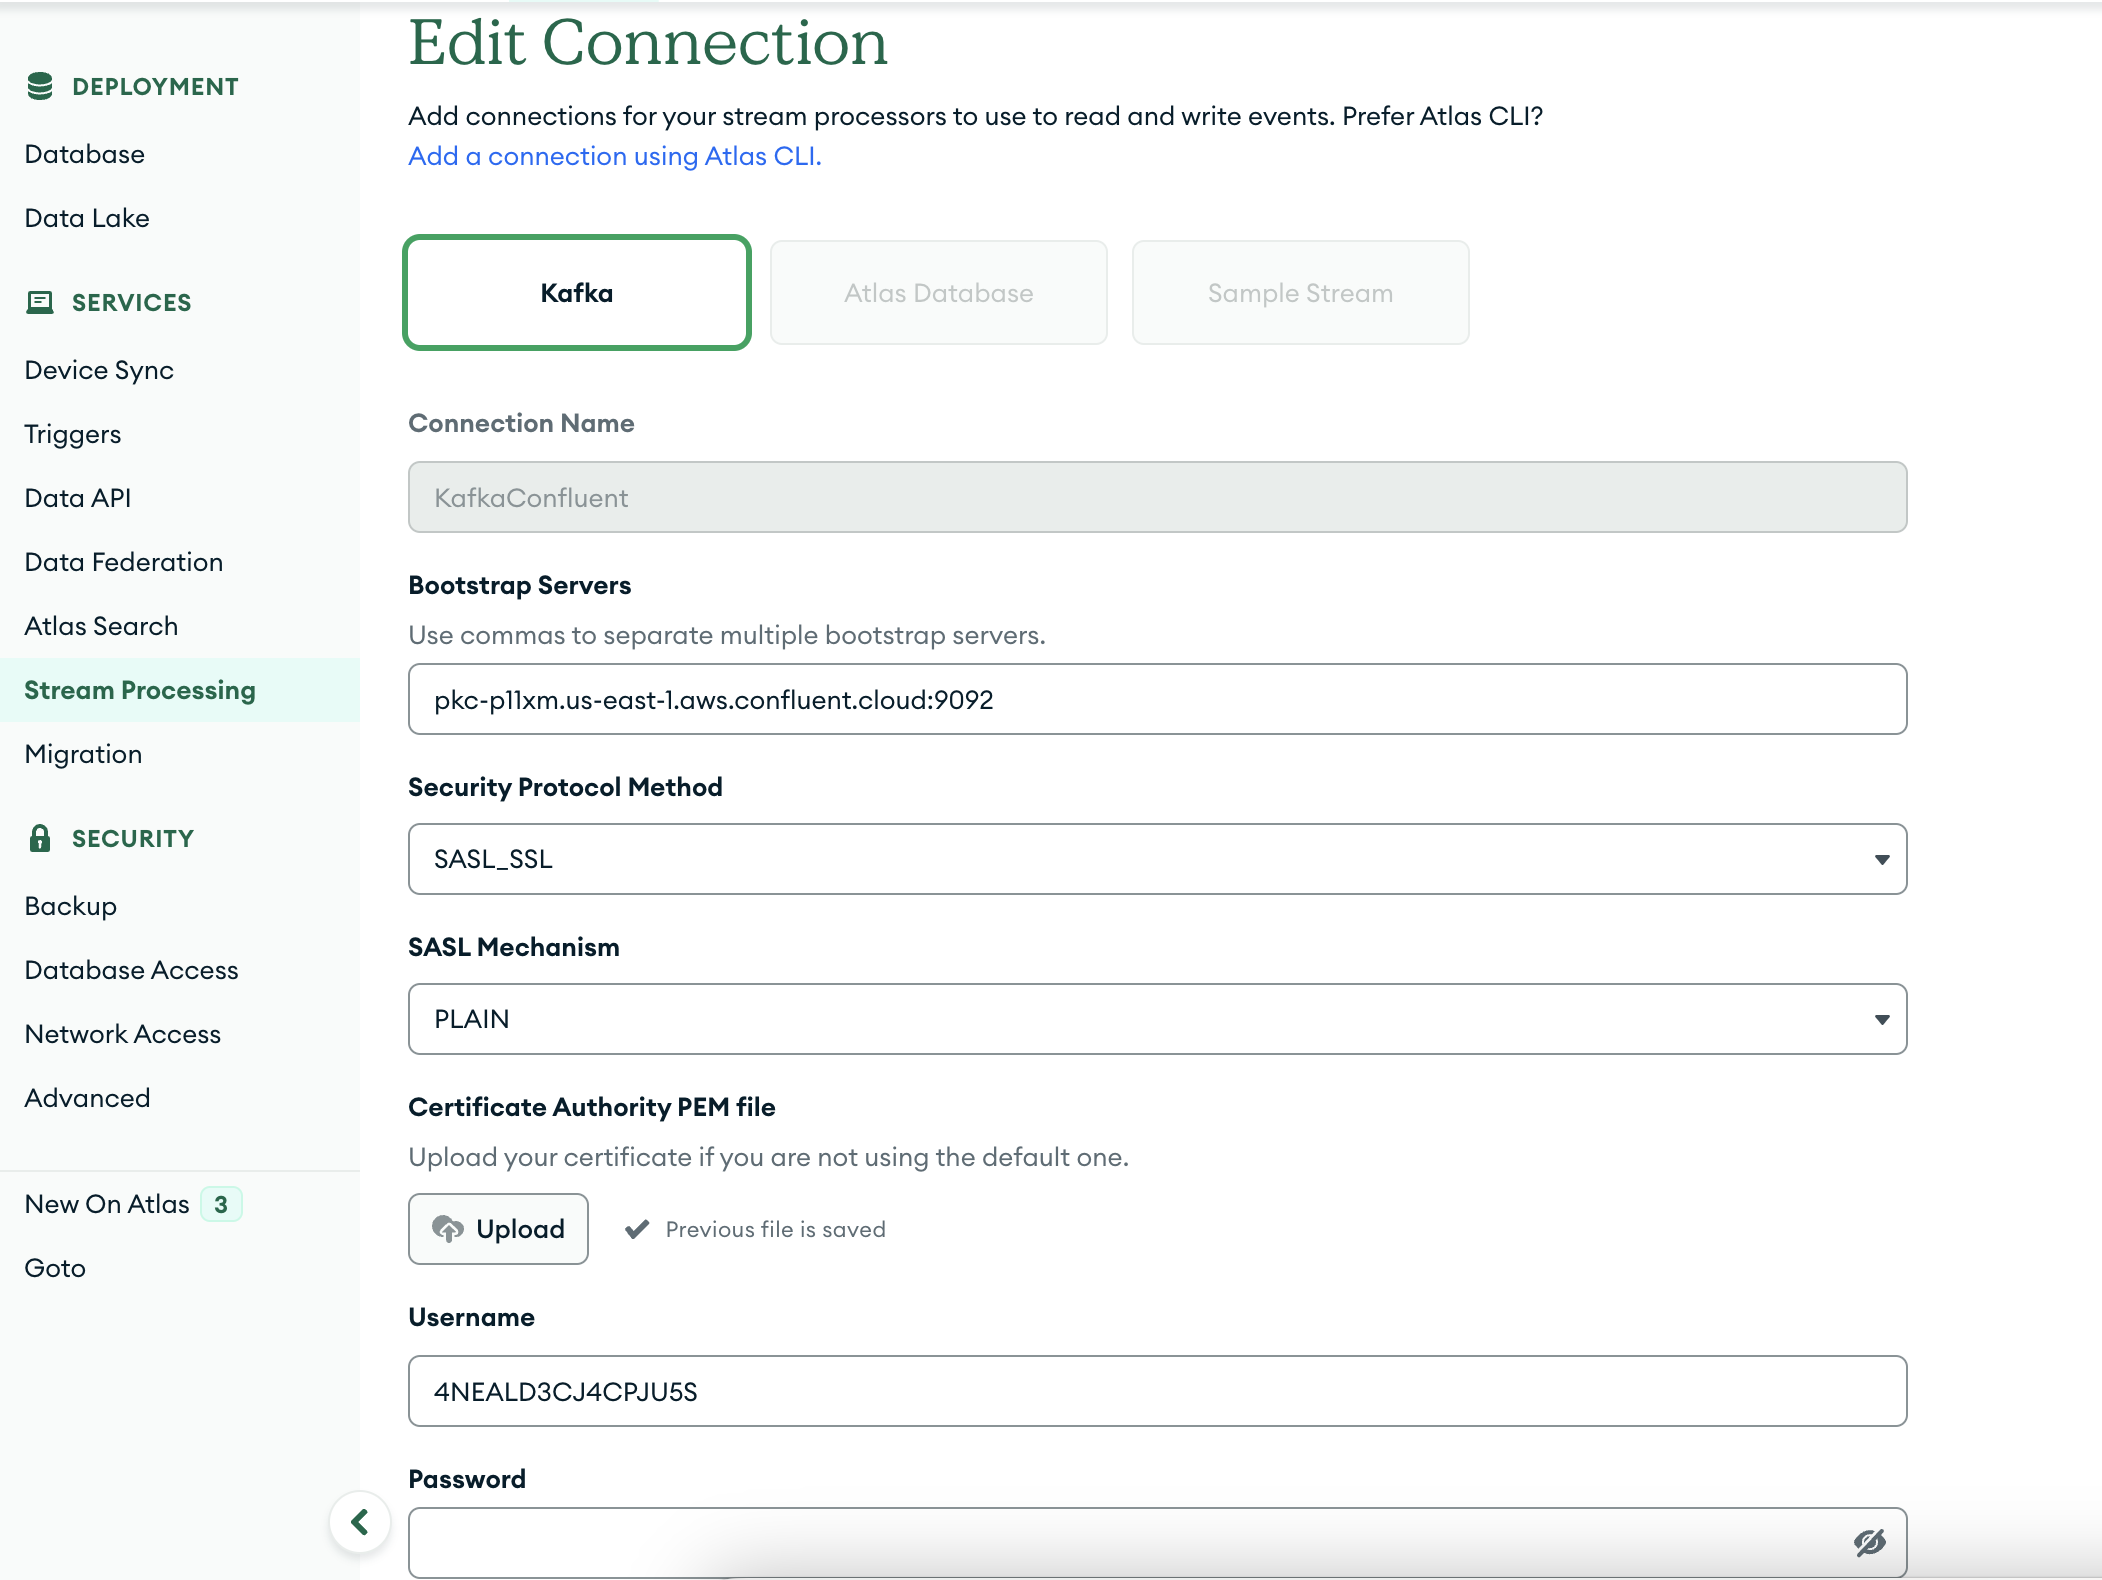 DEPLOYMENT
Database
Data Lake
SERVICES
Device Sync
Triggers
Data API
Data Federation
Atlas Search
Stream Processing
Migration
SECURITY
Backup
Database Access
Network Access
Advanced
New On Atlas 3
Goto
Edit Connection
Add connections for your stream processors to use to read and write events. Prefer Atlas CLI?
Add a connection using Atlas CLI.
Kafka
Atlas Database
Sample Stream
Connection Name
KafkaConfluent
Bootstrap Servers
Use commas to separate multiple bootstrap servers.
pkc-p11xm.us-east-1.aws.confluent.cloud:9092
Security Protocol Method
SASL_SSL
SASL Mechanism
PLAIN
Certificate Authority PEM file
Upload your certificate if you are not using the default one.
Upload
Previous file is saved
Username
4NEALD3CJ4CPJU5S
Password